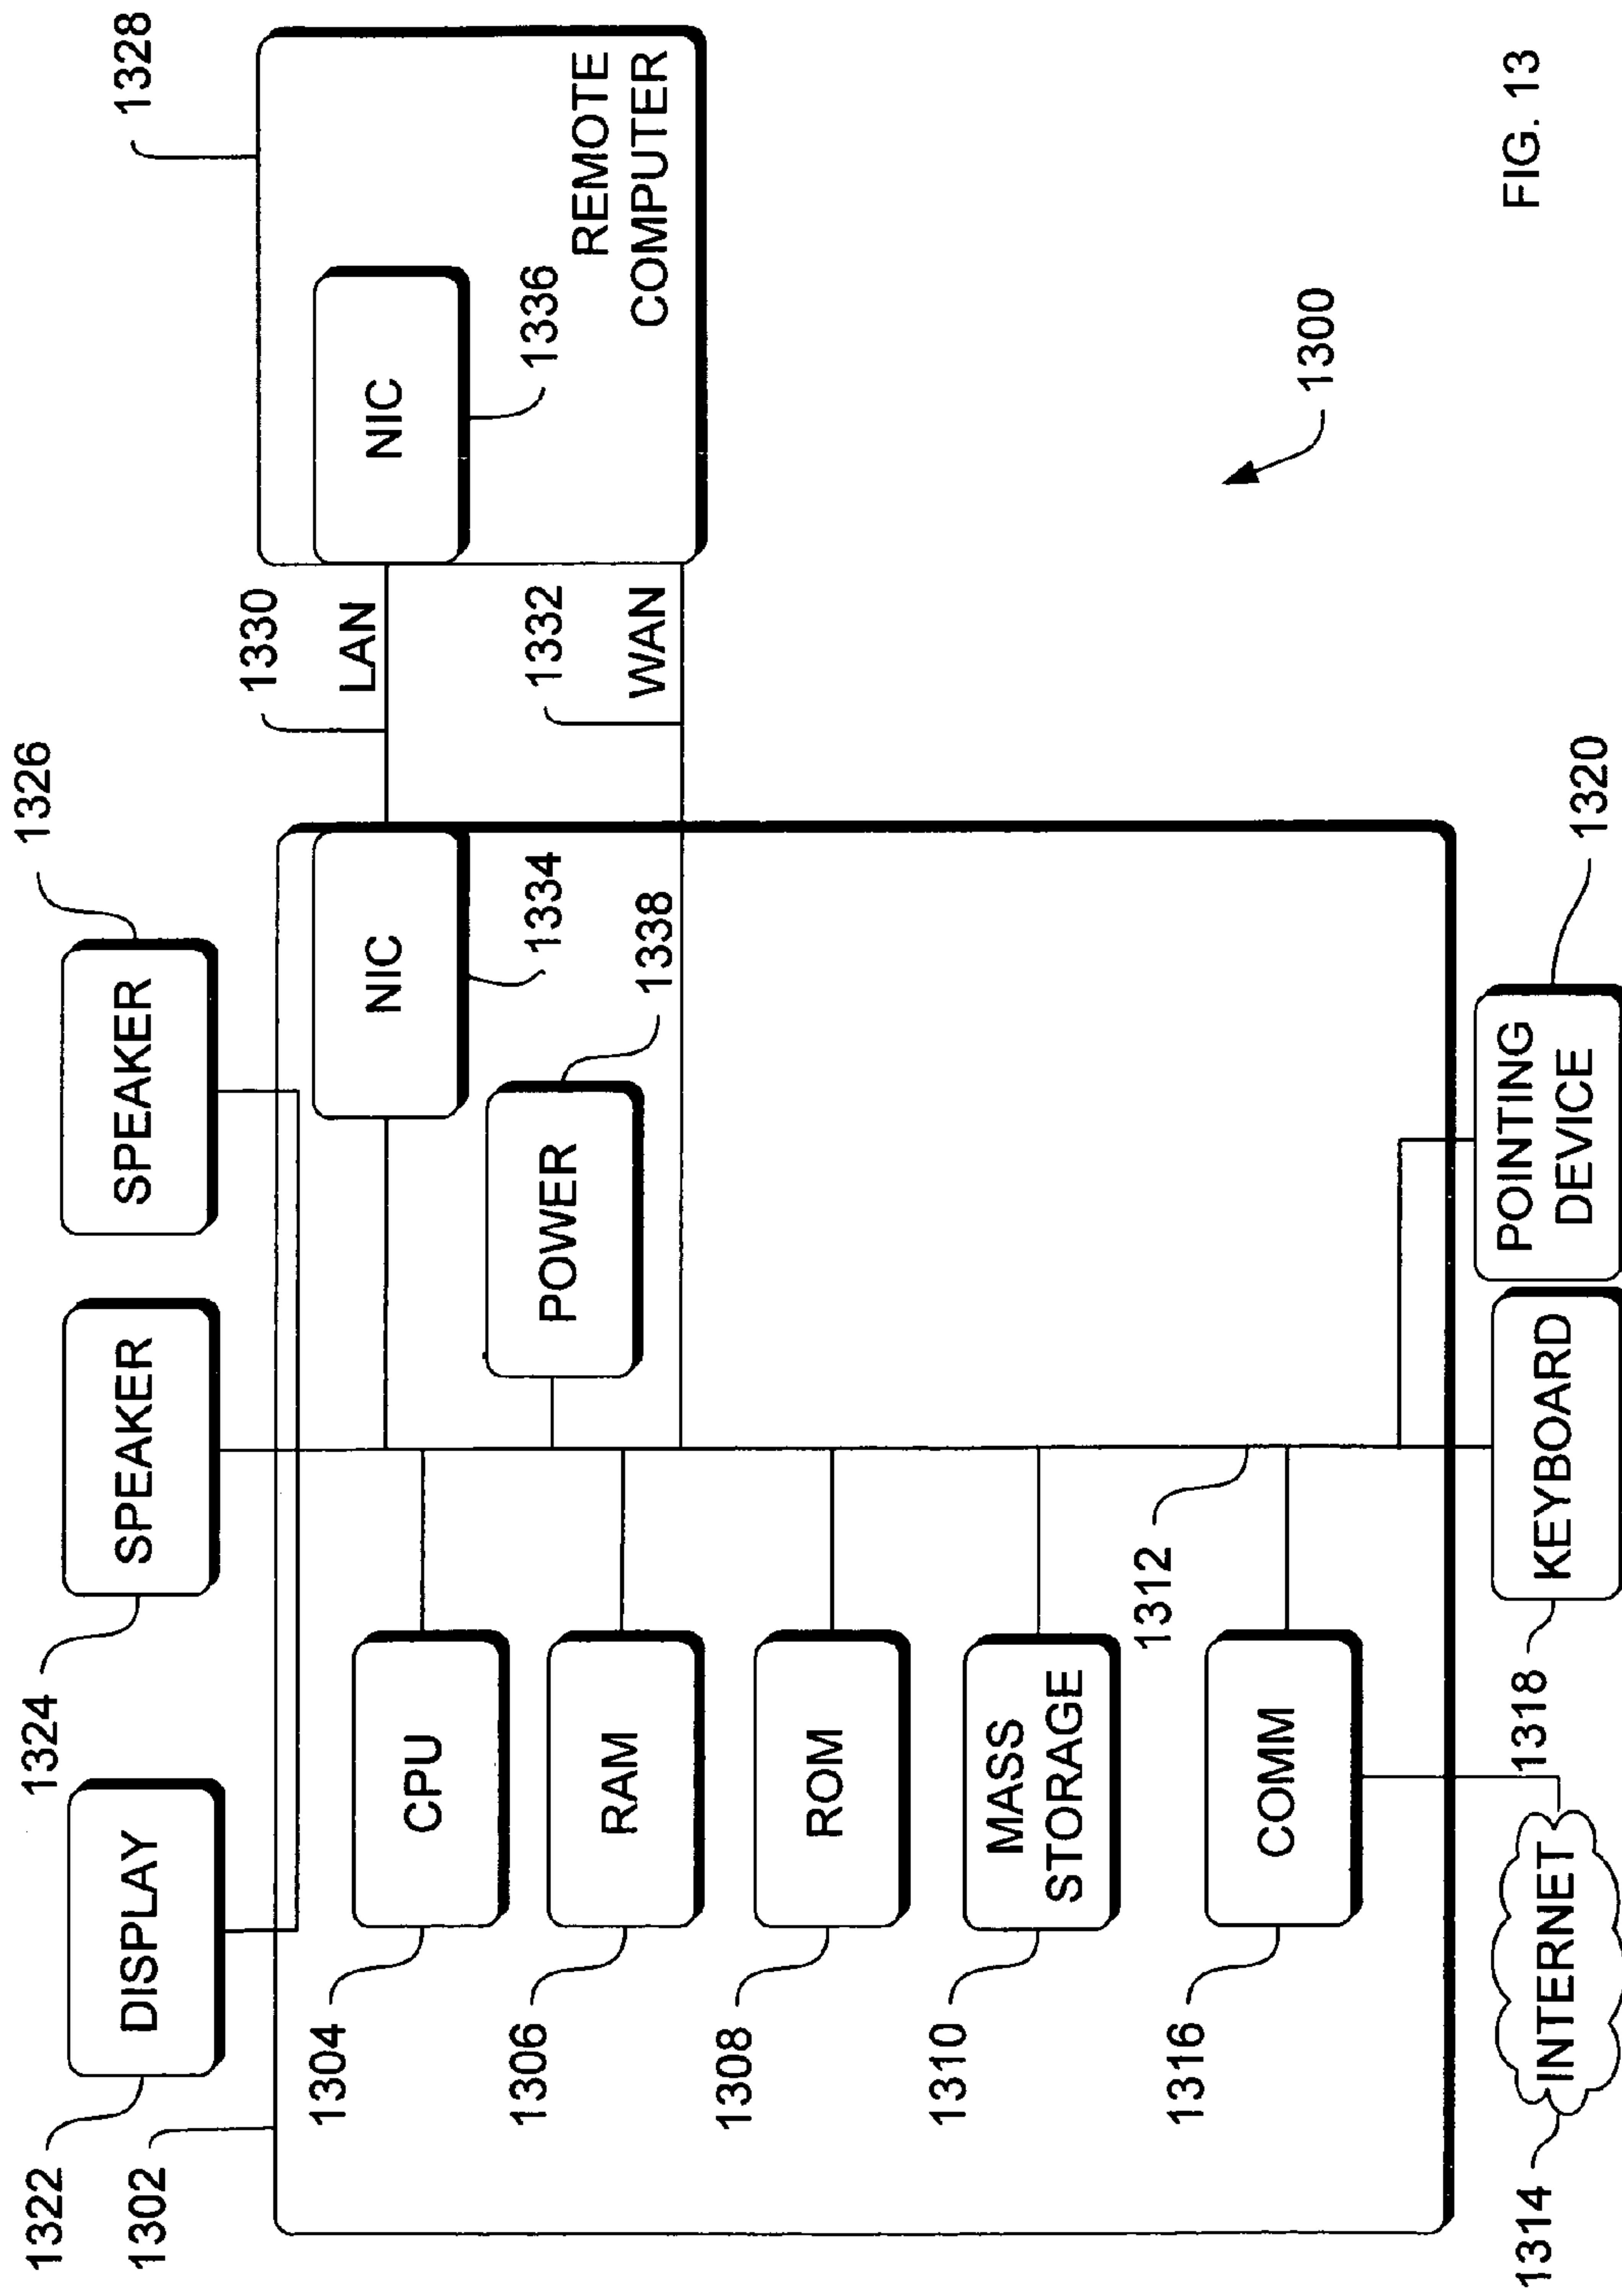 1322
DISPLAY
1324
SPEAKER
SPEAKER
1326
1328
1302
1304
CPU
NIC
1334
1330
LAN
NIC
1336
1306
RAM
POWER
1338
1332
WAN
REMOTE
COMPUTER
1308
ROM
1310
MASS
STORAGE
1312
1316
COMM
1300
1314
INTERNET
1318
KEYBOARD
POINTING
DEVICE
1320
FIG. 13